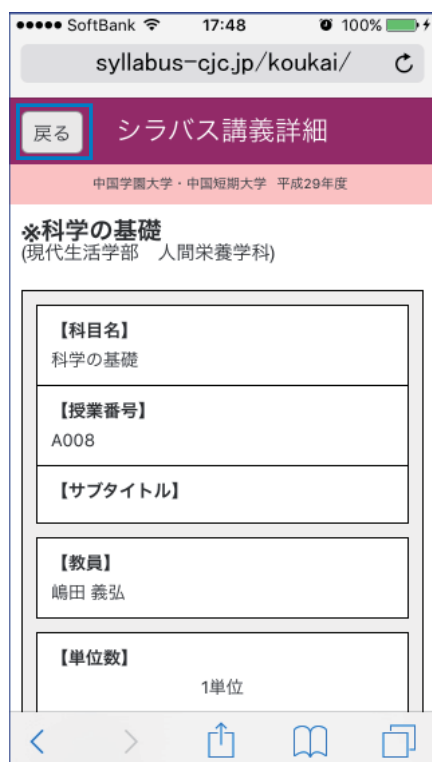 SoftBank 17:48 100%
syllabus-cjc.jp/koukai/
戻る シラバス講義詳細
中国学園大学・中国短期大学 平成29年度
※科学の基礎
(現代生活学部 人間栄養学科)
【科目名】
科学の基礎
【授業番号】
A008
【サブタイトル】
【教員】
嶋田 義弘
【単位数】
1単位